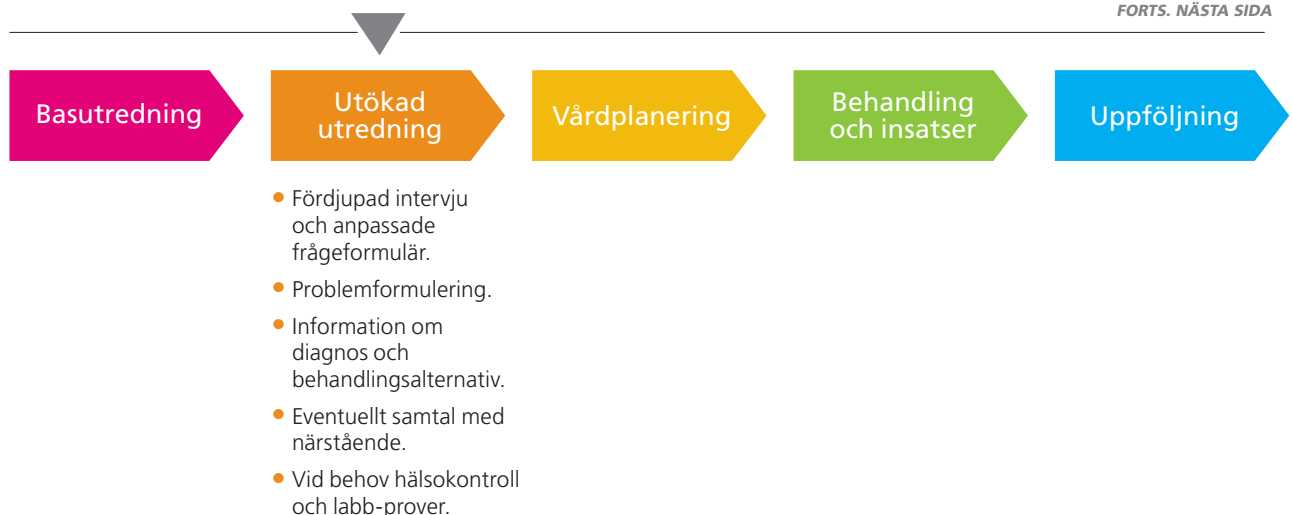 FORTS. NÄSTA SIDA
Basutredning
Utökad
utredning
Vårdplanering
Behandling
och insatser
Uppföljning
• Fördjupad intervju
och anpassade
frågeformulär.
• Problemformulering.
• Information om
diagnos och
behandlingsalternativ.
• Eventuellt samtal med
närstående.
• Vid behov hälsokontroll
och labb-prover.